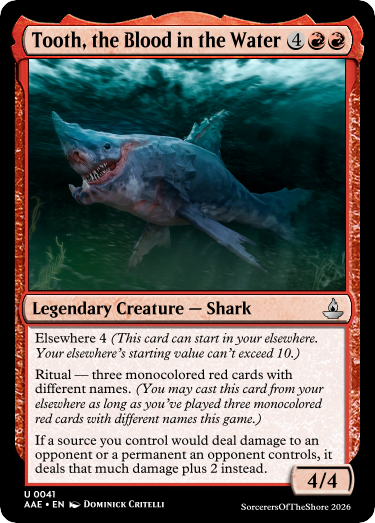 Tooth, the Blood in the Water 4
Legendary Creature — Shark
Elsewhere 4 (This card can start in your elsewhere.
Your elsewhere's starting value can't exceed 10.)
Ritual — three monocolored red cards with
different names. (You may cast this card from your
elsewhere as long as you've played three monocolored
red cards with different names this game.)
If a source you control would deal damage to an
opponent or a permanent an opponent controls, it
deals that much damage plus 2 instead.
4/4
U 0041
AAE • EN Dominick Critelli
SorcerersOfTheShore 2026